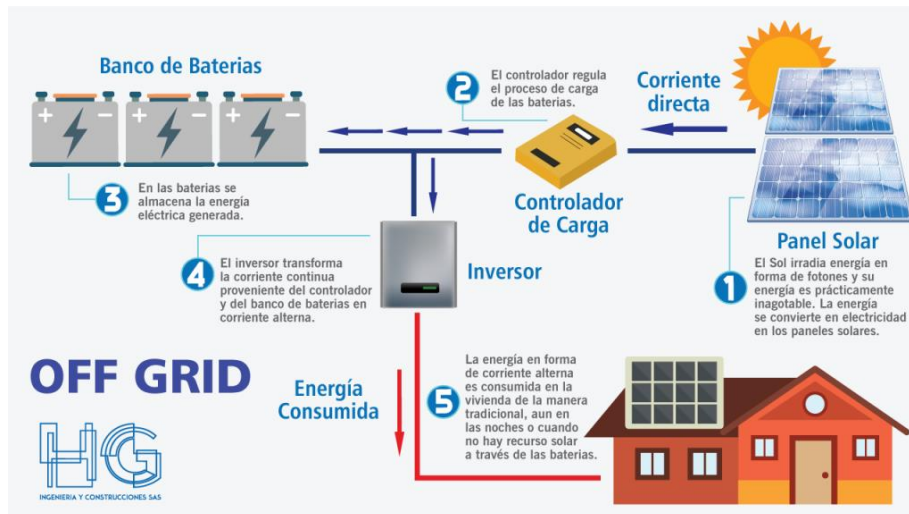 Banco de Baterias
El controlador regula
el proceso de carga
de las baterias.
2
Corriente
directa
+ - + - + -
3
En las baterias se
almacena la energía
eléctrica generada.
Controlador
de Carga
Panel Solar
1
El Sol irradia energía en
forma de fotones y su
energía es prácticamente
inagotable. La energía
se convierte en electricidad
en los paneles solares.
4
El inversor transforma
la corriente continua
proveniente del controlador
y del banco de baterias en
corriente alterna.
Inversor
OFF GRID
Energía
Consumida
5
La energía en forma
de corriente alterna
es consumida en la
vivienda de la manera
tradicional, aun en
las noches o cuando
no hay recurso solar
a través de las baterias.
HG
INGENIERIA Y CONSTRUCCIONES SAS